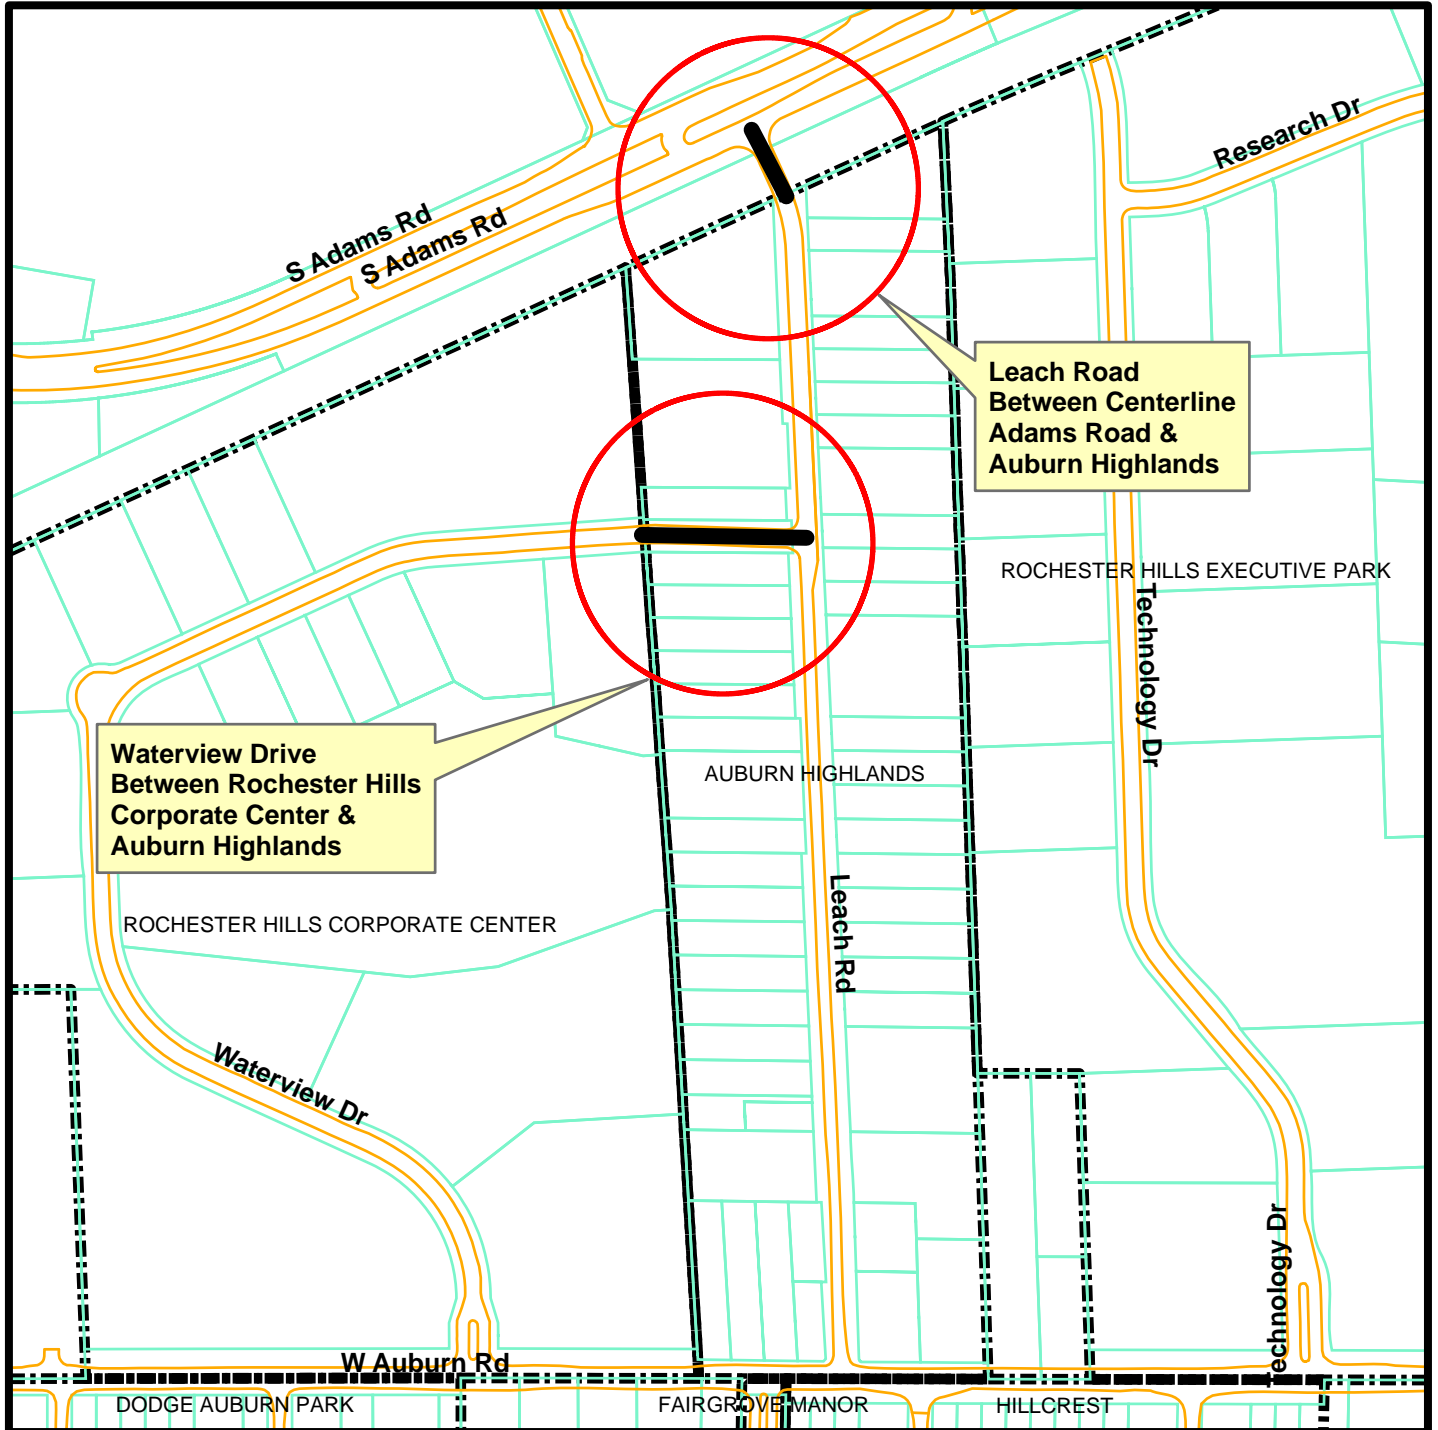 Research Dr
S Adams Rd
S Adams Rd
Leach Road
Between Centerline
Adams Road &
Auburn Highlands
ROCHESTER HILLS EXECUTIVE PARK
Technology Dr
Waterview Drive
Between Rochester Hills
Corporate Center &
Auburn Highlands
AUBURN HIGHLANDS
Leach Rd
ROCHESTER HILLS CORPORATE CENTER
Waterview Dr
Technology Dr
W Auburn Rd
DODGE AUBURN PARK
FAIRGROVE MANOR
HILLCREST